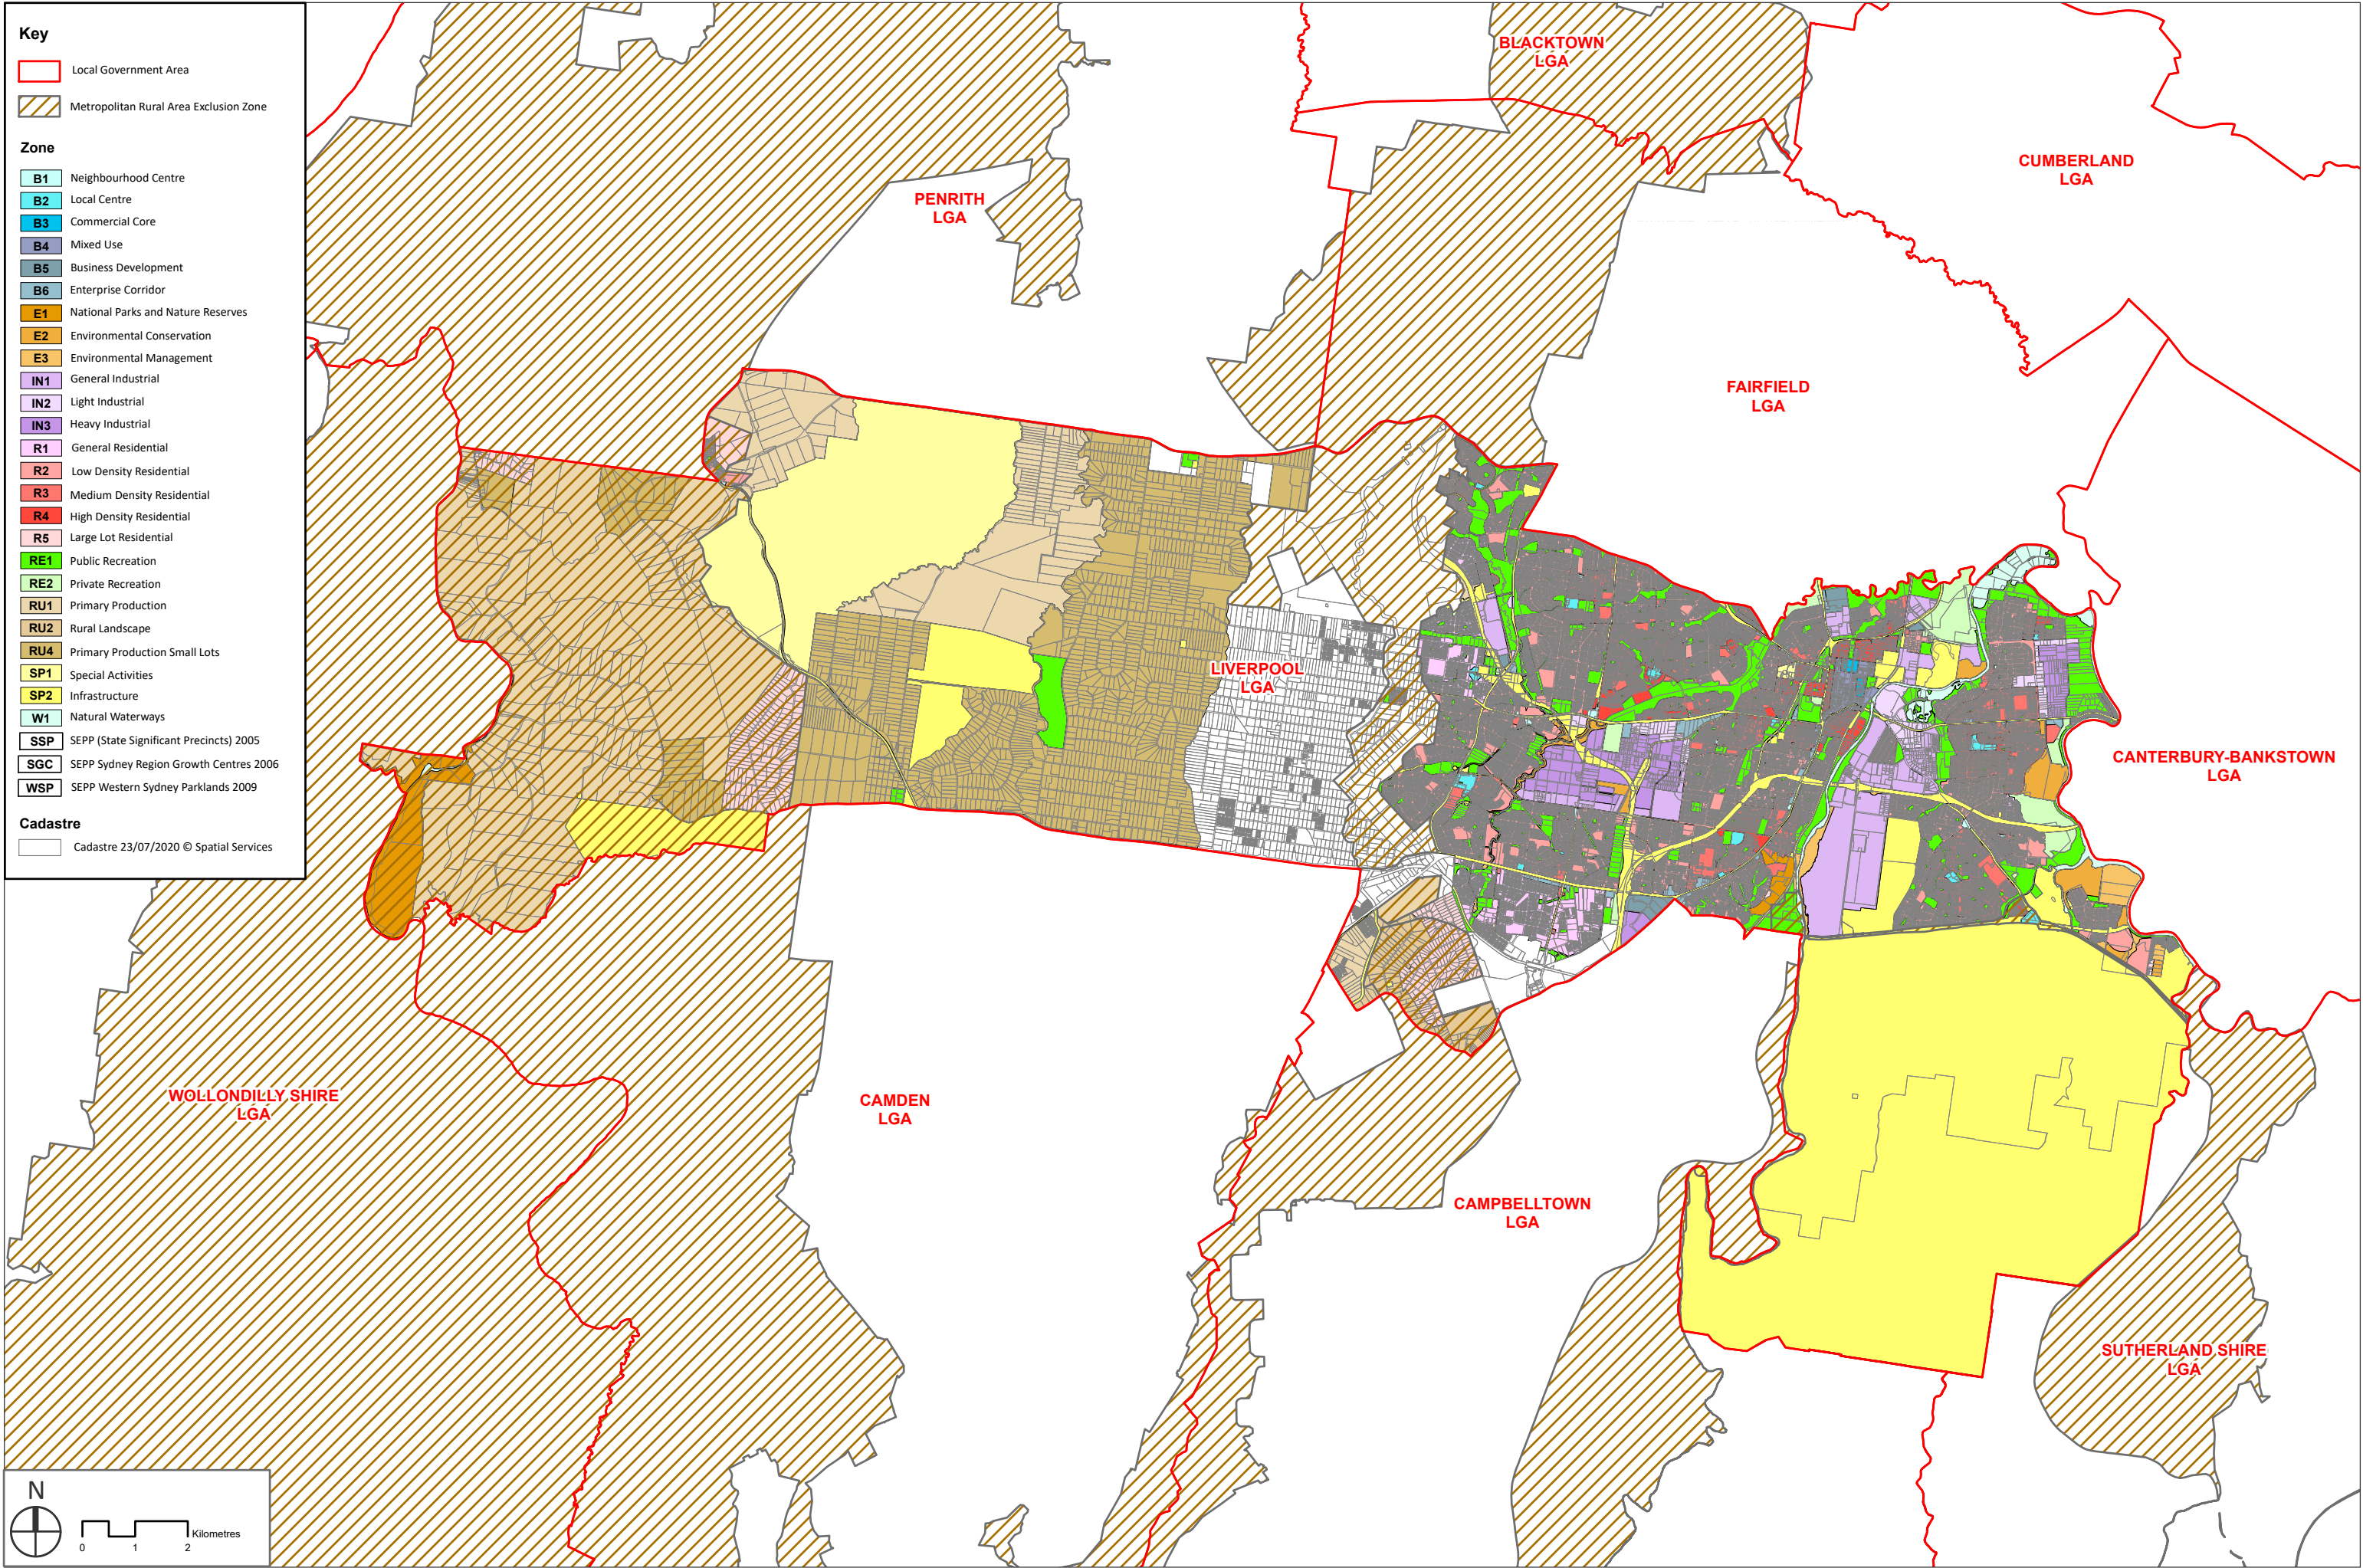 Key
Local Government Area
Metropolitan Rural Area Exclusion Zone
Zone
B1 Neighbourhood Centre
B2 Local Centre
B3 Commercial Core
B4 Mixed Use
B5 Business Development
B6 Enterprise Corridor
E1 National Parks and Nature Reserves
E2 Environmental Conservation
E3 Environmental Management
IN1 General Industrial
IN2 Light Industrial
IN3 Heavy Industrial
R1 General Residential
R2 Low Density Residential
R3 Medium Density Residential
R4 High Density Residential
R5 Large Lot Residential
RE1 Public Recreation
RE2 Private Recreation
RU1 Primary Production
RU2 Rural Landscape
RU4 Primary Production Small Lots
SP1 Special Activities
SP2 Infrastructure
W1 Natural Waterways
SSP SEPP (State Significant Precincts) 2005
SGC SEPP Sydney Region Growth Centres 2006
WSP SEPP Western Sydney Parklands 2009
Cadastre
Cadastre 23/07/2020 © Spatial Services
BLACKTOWN
LGA
CUMBERLAND
LGA
PENRITH
LGA
FAIRFIELD
LGA
LIVERPOOL
LGA
CANTERBURY-BANKSTOWN
LGA
WOLLONDILLY SHIRE
LGA
CAMDEN
LGA
CAMPBELLTOWN
LGA
SUTHERLAND SHIRE
LGA
N
Kilometres
0 1 2